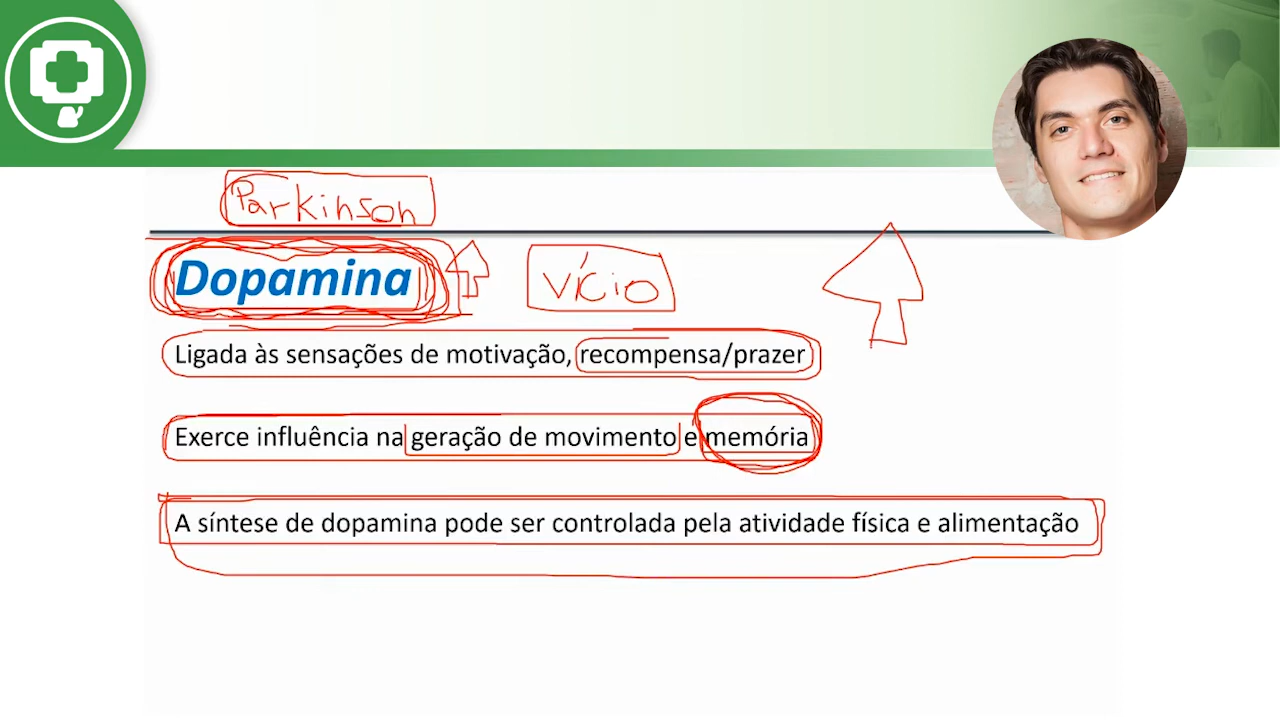 Parkinson
Dopamina
vício
Ligada às sensações de motivação, recompensa/prazer
Exerce influência na geração de movimento e memória
A síntese de dopamina pode ser controlada pela atividade física e alimentação